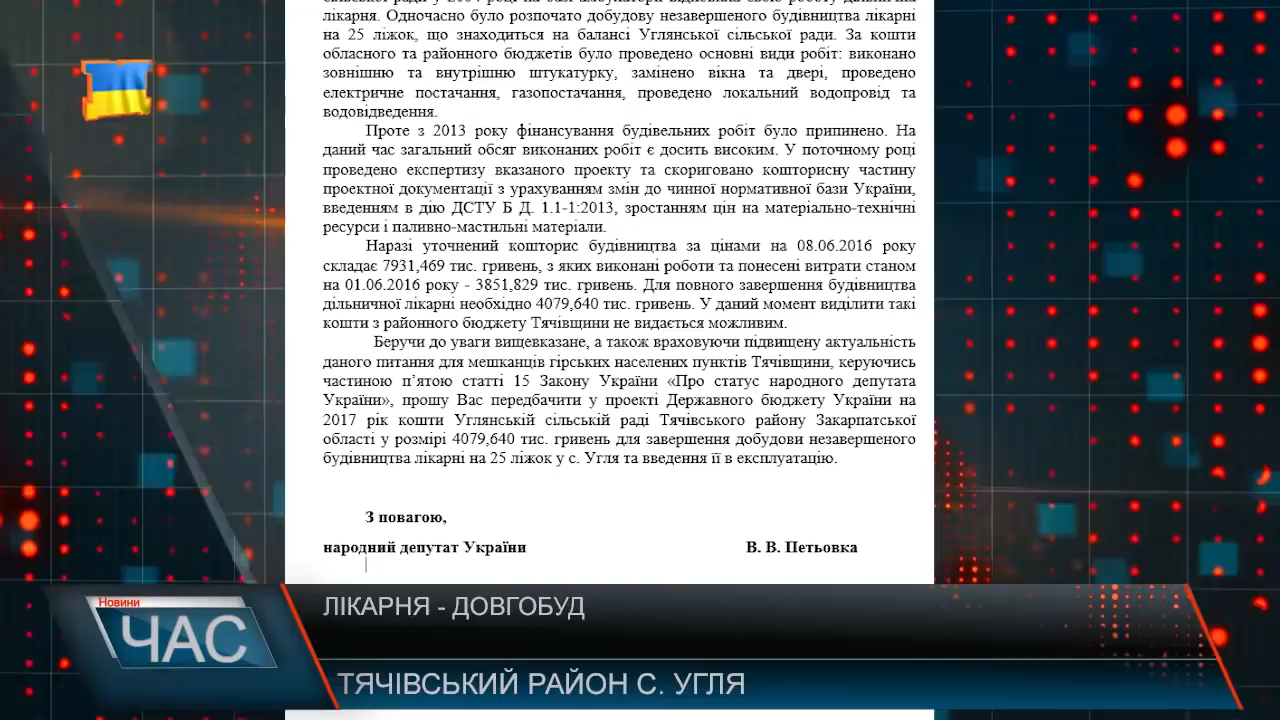 лікарня. Одночасно було розпочато добудову незавершеного будівництва лікарні
на 25 ліжок, що знаходиться на балансі Углянської сільської ради. За кошти
обласного та районного бюджетів було проведено основні види робіт: виконано
зовнішню та внутрішню штукатурку, замінено вікна та двері, проведено
електричне постачання, газопостачання, проведено локальний водопровід та
водовідведення.
Проте з 2013 року фінансування будівельних робіт було припинено. На
даний час загальний обсяг виконаних робіт є досить високим. У поточному році
проведено експертизу вказаного проекту та скориговано кошторисну частину
проектної документації з урахуванням змін до чинної нормативної бази України,
введенням в дію ДСТУ Б Д. 1.1-1:2013, зростанням цін на матеріально-технічні
ресурси і паливно-мастильні матеріали.
Наразі уточнений кошторис будівництва за цінами на 08.06.2016 року
складає 7931,469 тис. гривень, з яких виконані роботи та понесені витрати станом
на 01.06.2016 року - 3851,829 тис. гривень. Для повного завершення будівництва
дільничної лікарні необхідно 4079,640 тис. гривень. У даний момент виділити такі
кошти з районного бюджету Тячівщини не видається можливим.
Беручи до уваги вищевказане, а також враховуючи підвищену актуальність
даного питання для мешканців гірських населених пунктів Тячівщини, керуючись
частиною п’ятою статті 15 Закону України «Про статус народного депутата
України», прошу Вас передбачити у проекті Державного бюджету України на
2017 рік кошти Углянській сільській раді Тячівського району Закарпатської
області у розмірі 4079,640 тис. гривень для завершення добудови незавершеного
будівництва лікарні на 25 ліжок у с. Угля та введення її в експлуатацію.
З повагою,
народний депутат України В. В. Петьовка
Новини
ЧАС
ЛІКАРНЯ - ДОВГОБУД
ТЯЧІВСЬКИЙ РАЙОН С. УГЛЯ